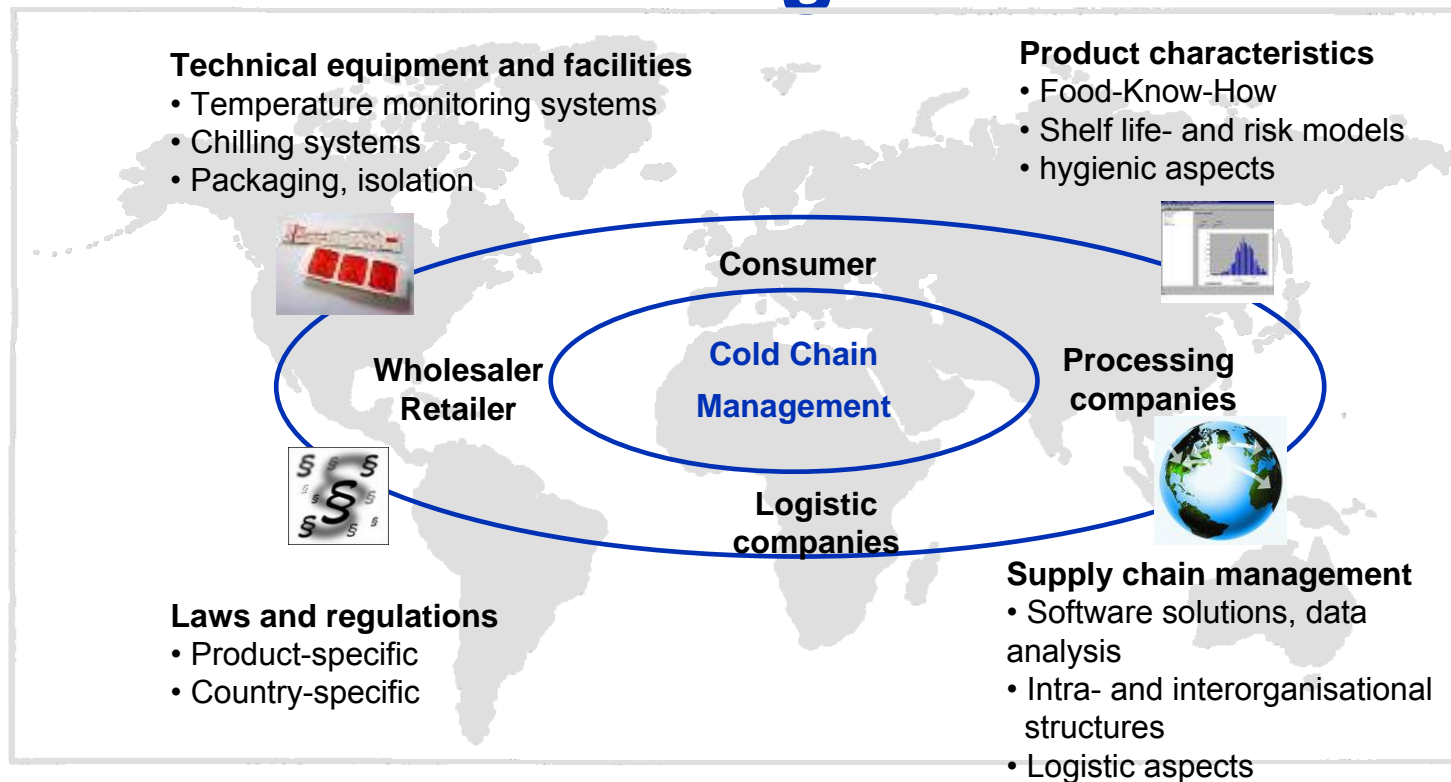 Technical equipment and facilities
• Temperature monitoring systems
• Chilling systems
• Packaging, isolation
Product characteristics
• Food-Know-How
• Shelf life- and risk models
• hygienic aspects
Consumer
Cold Chain
Management
Wholesaler
Retailer
Processing
companies
Logistic
companies
Laws and regulations
• Product-specific
• Country-specific
Supply chain management
• Software solutions, data
analysis
• Intra- and interorganisational
structures
• Logistic aspects